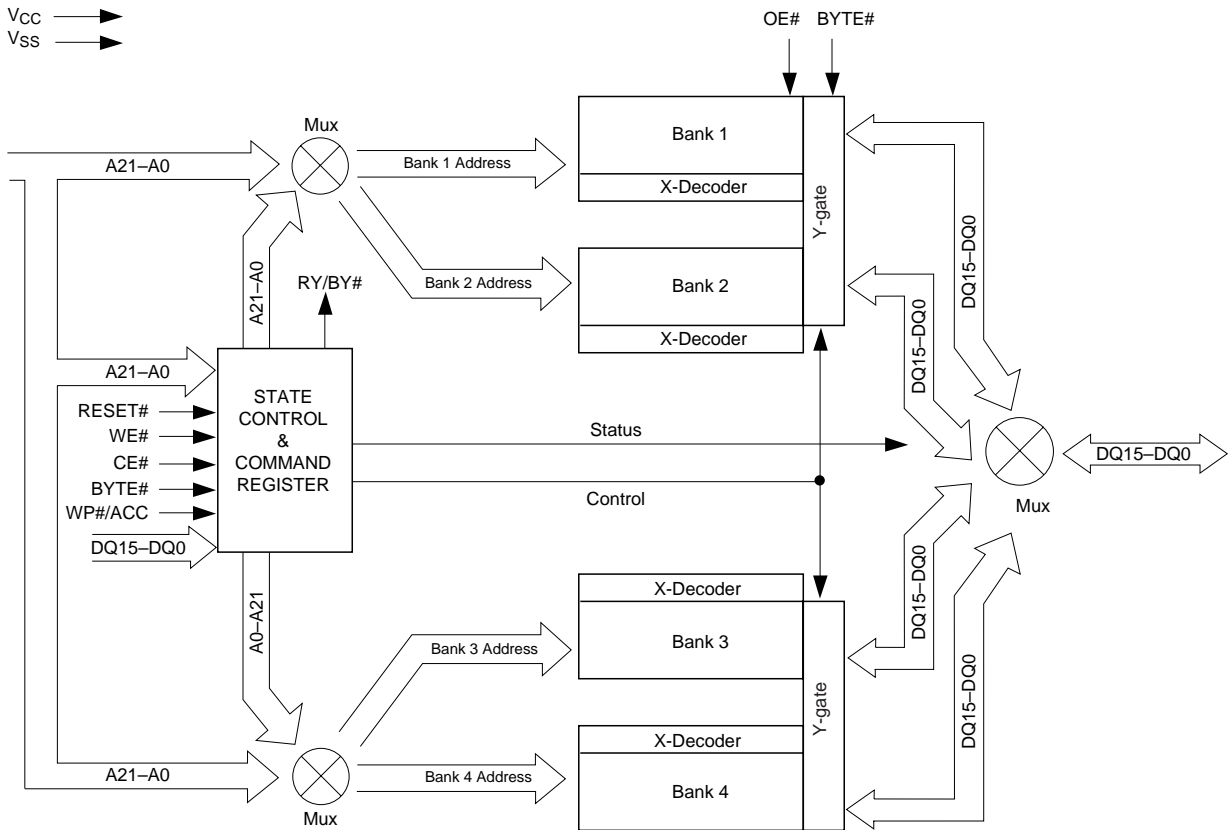 VCC
VSS
OE# BYTE#
Mux
Bank 1
A21–A0
Bank 1 Address
X-Decoder
Y-gate
DQ15–DQ0
A21–A0
RY/BY#
Bank 2 Address
Bank 2
X-Decoder
DQ15–DQ0
A21–A0
RESET#
WE#
CE#
BYTE#
WP#/ACC
DQ15–DQ0
STATE
CONTROL
&
COMMAND
REGISTER
Status
Control
DQ15–DQ0
Mux
A0–A21
X-Decoder
Bank 3 Address
Bank 3
Y-gate
DQ15–DQ0
DQ15–DQ0
X-Decoder
A21–A0
Bank 4 Address
Bank 4
Mux